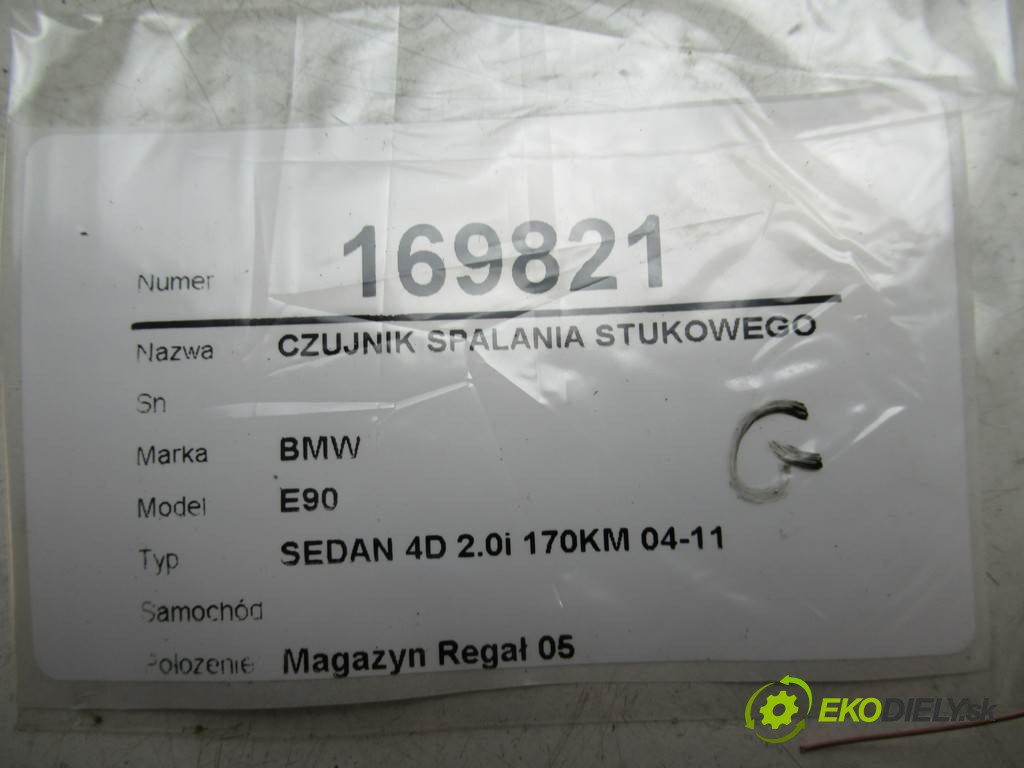 Numer 169821
Nazwa CZUJNIK SPALANIA STUKOWEGO
Sn
Marka BMW
Model E90
G
Typ SEDAN 4D 2.0i 170KM 04-11
Samochód
Położenie Magazyn Regał 05
EKODIELY.sk